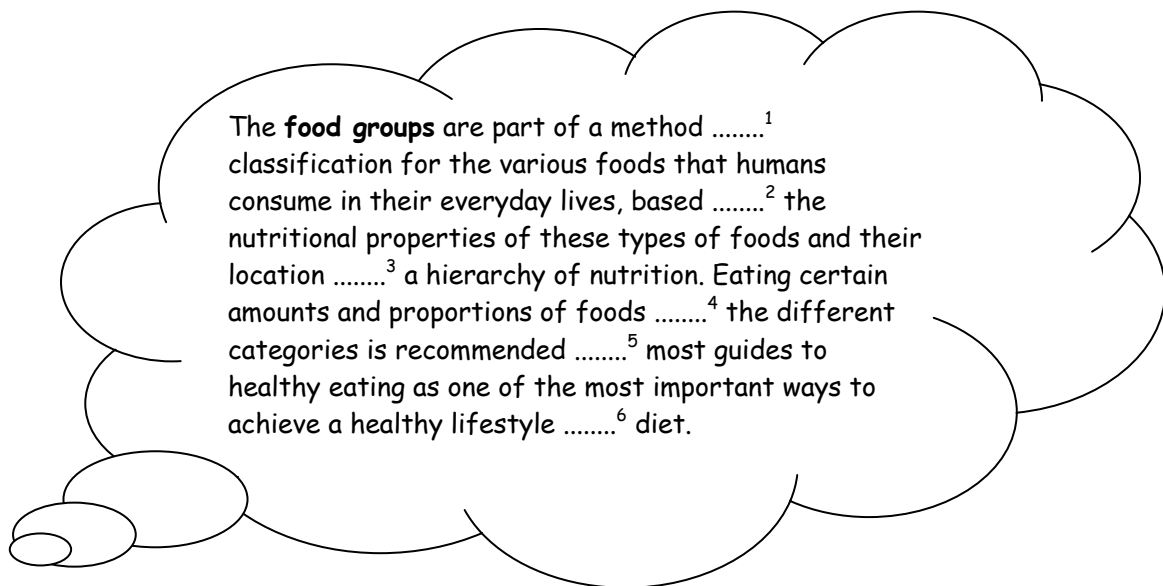 The food groups are part of a method ........¹
classification for the various foods that humans
consume in their everyday lives, based ........² the
nutritional properties of these types of foods and their
location ........³ a hierarchy of nutrition. Eating certain
amounts and proportions of foods ........⁴ the different
categories is recommended ........⁵ most guides to
healthy eating as one of the most important ways to
achieve a healthy lifestyle ........⁶ diet.